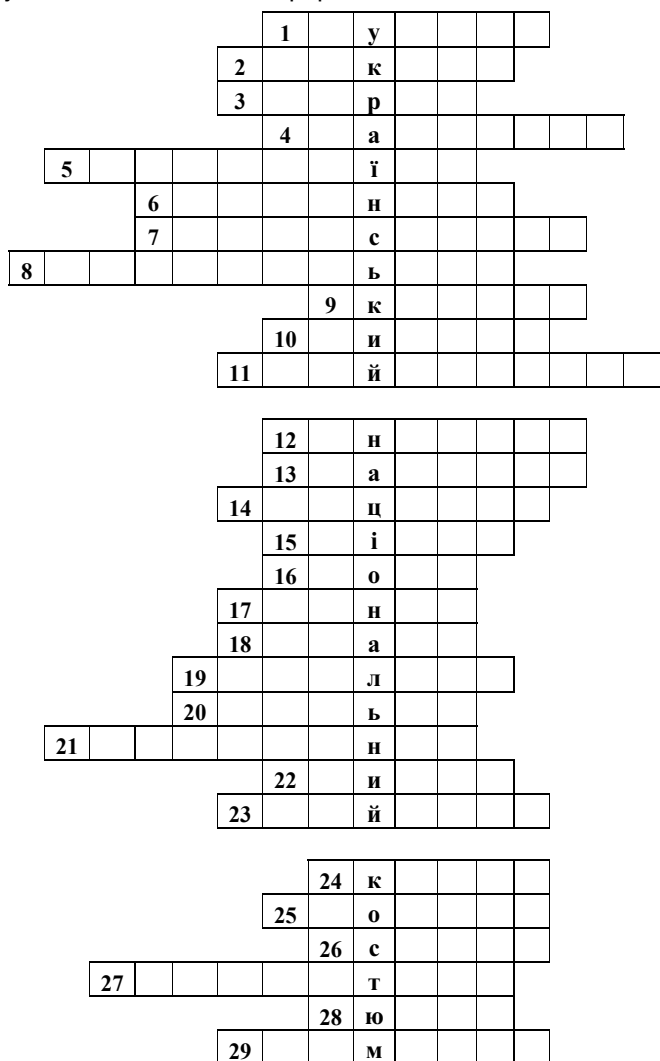 1 у
2 к
3 р
4 а
5 ї
6 н
7 с
8 ь
9 к
10 и
11 й
12 н
13 а
14 ц
15 і
16 о
17 н
18 а
19 л
20 ь
21 н
22 и
23 й
24 к
25 о
26 с
27 т
28 ю
29 м